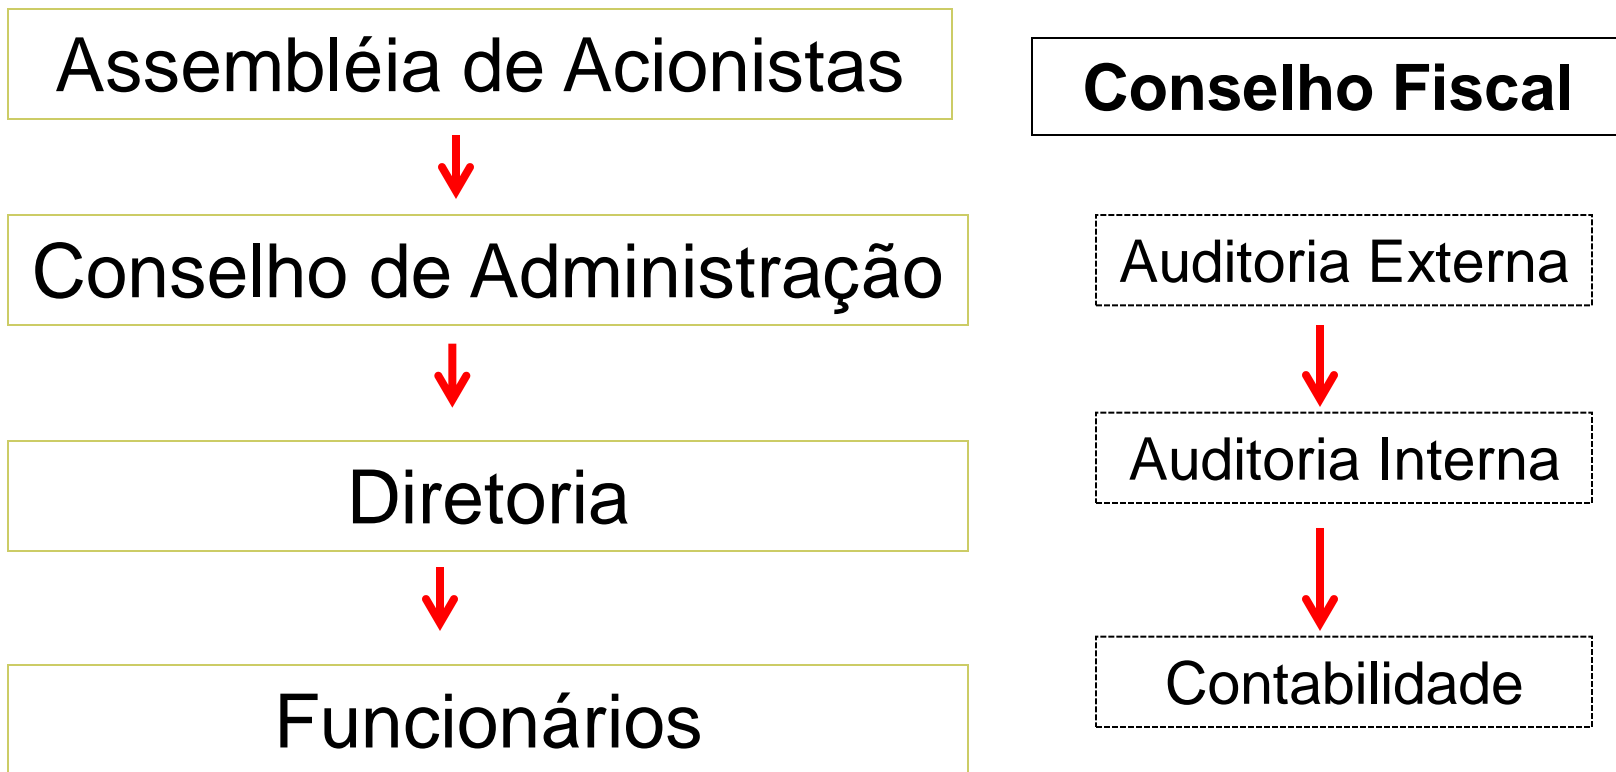 Assembléia de Acionistas
Conselho de Administração
Diretoria
Funcionários
Conselho Fiscal
Auditoria Externa
Auditoria Interna
Contabilidade